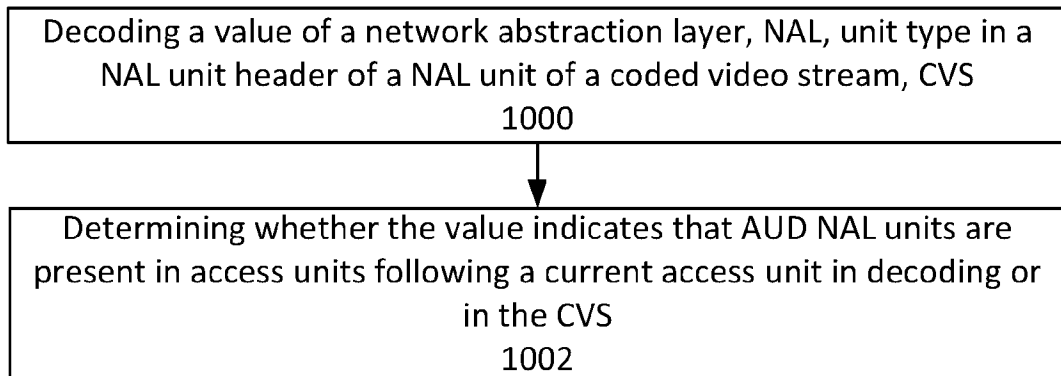 Decoding a value of a network abstraction layer, NAL, unit type in a
NAL unit header of a NAL unit of a coded video stream, CVS
1000
Determining whether the value indicates that AUD NAL units are
present in access units following a current access unit in decoding or
in the CVS
1002